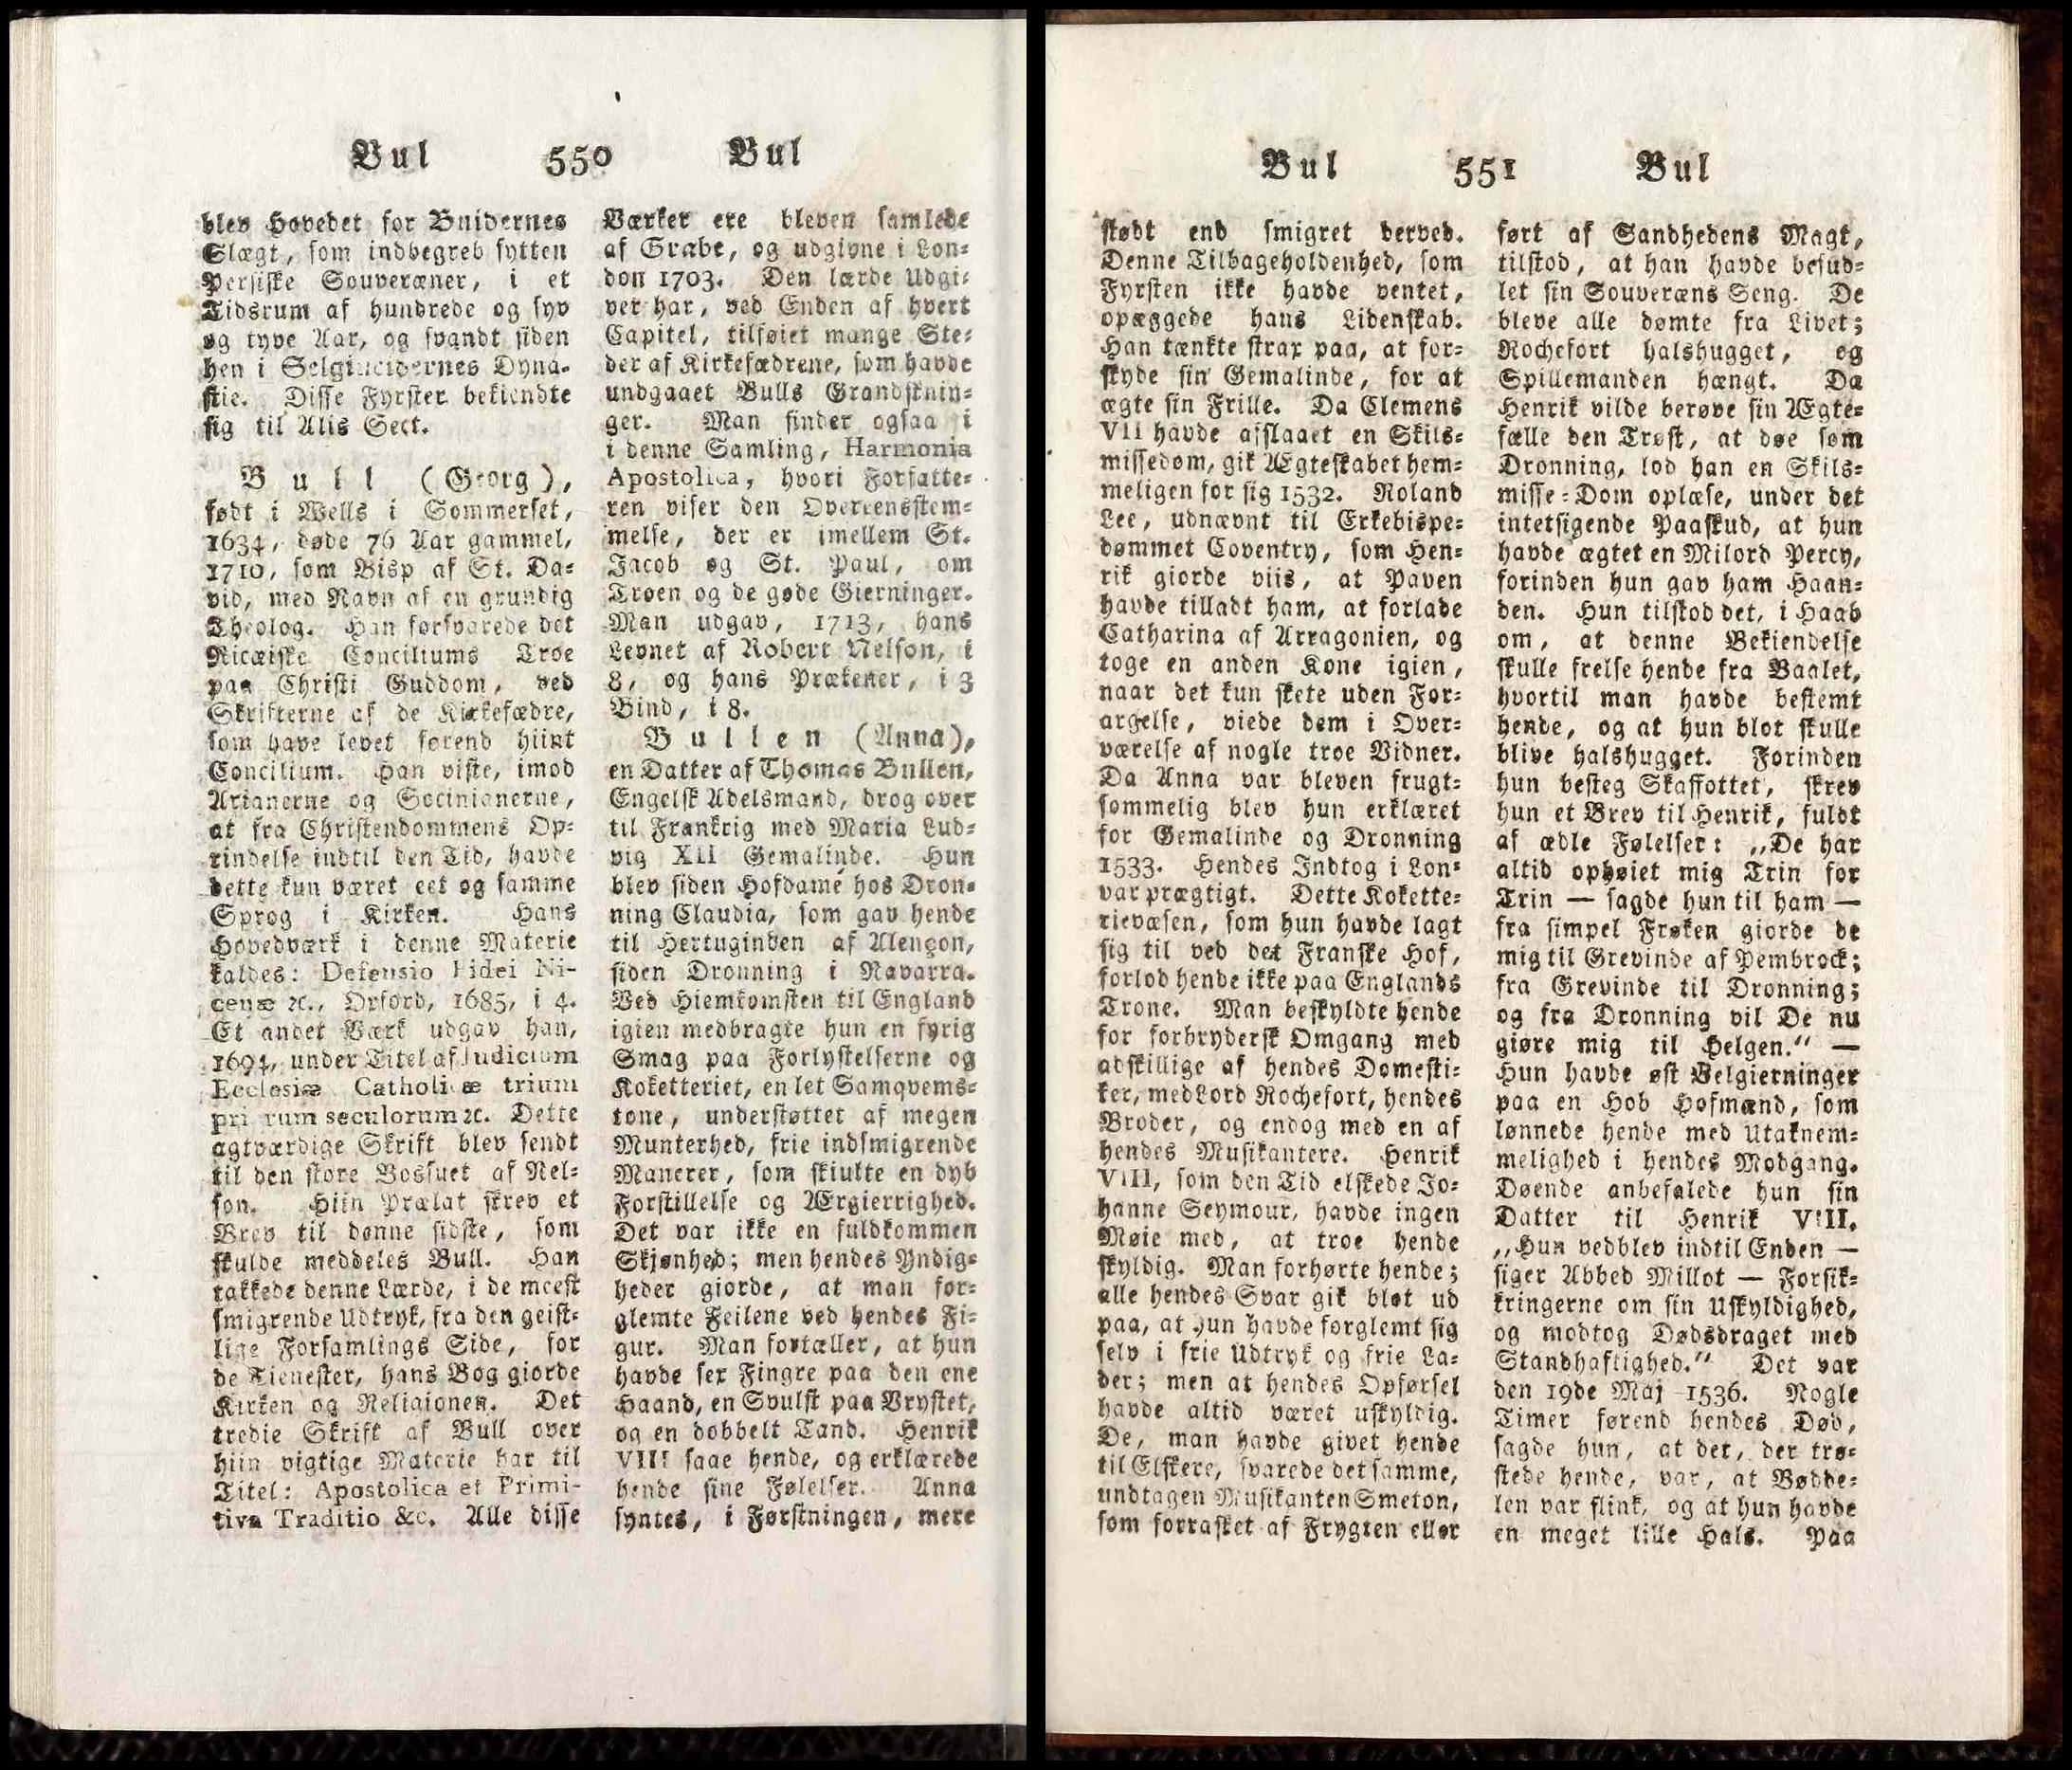 Bul 550 Bul
blev Hovedet for Buidernes
Slægt, som indbegreb sytten
Persiske Souveræner, i et
Tidsrum af hundrede og syv
og tyve Aar, og svandt siden
hen i Dyna-
stie. Disse Fyrster bekiendte
sig til Alis Sect.
Bull (Georg),
født i Wells i Sommerset,
1634, døde 76 Aar gammel,
1710, som Bisp af St. Da-
vid, med Navn af en grundig
Theolog. Han forsvarede det
Nicæiske Conciliums Troe
paa Christi Guddom, ved
Skrifterne af de Kirkefædre,
som have levet førend hiint
Concilium. Han viste, imod
Arianerne og Socinianerne,
at fra Christendommens Op-
rindelse indtil den Tid, havde
dette kun været eet og samme
Sprog i Kirken. Hans
Hovedværk i denne Materie
kaldes: Defensio Fidei Ni-
cenæ ꝛc., Oxford, 1685, i 4.
Et andet Værk udgav han,
1694, under Titel af Judicium
Ecclesiæ Catholicæ trium
rum seculorum ꝛc. Dette
agtværdige Skrift blev sendt
til den store Bossuet af Nel-
son. Hiin Prælat skrev et
Brev til denne sidste, som
skulde meddeles Bull. Han
takkede denne Lærde, i de meest
smigrende Udtryk, fra den geist-
lige Forsamlings Side, for
de Tienester, hans Bog giorde
Kirken og Religionen. Det
tredie Skrift af Bull over
hiin vigtige Materie har til
Titel: Apostolica et Primi-
tiva Traditio &c. Alle disse
Værker ere bleven samlede
af Grabe, og udgivne i Lon-
don 1703. Den lærde Udgi-
ver har, ved Enden af hvert
Capitel, tilføiet mange Ste-
der af Kirkefædrene, som havde
undgaaet Bulls Grandsknin-
ger. Man finder ogsaa i
i denne Samling, Harmonia
Apostolica, hvori Forfatte-
ren viser den Overeensstem-
melse, der er imellem St.
Jacob og St. Paul, om
Troen og de gode Gierninger.
Man udgav, 1713, hans
Levnet af Robert Nelson, i
8, og hans Prækener, i 3
Bind, i 8.
Bullen (Anna),
en Datter af Thomas Bullen,
Engelsk Adelsmand, drog over
til Frankrig med Maria Lud-
vig XII Gemalinde. Hun
blev siden Hofdame hos Dron-
ning Claudia, som gav hende
til Hertuginden af Alençon,
siden Dronning i Navarra.
Ved Hiemkomsten til England
igien medbragte hun en fyrig
Smag paa Forlystelserne og
Koketteriet, en let Samqvems-
tone, understøttet af megen
Munterhed, frie indsmigrende
Manerer, som skiulte en dyb
Forstillelse og Ærgierrighed.
Det var ikke en fuldkommen
Skjønhed; men hendes Yndig-
heder giorde, at man for-
glemte Feilene ved hendes Fi-
gur. Man fortæller, at hun
havde sex Fingre paa den ene
Haand, en Svulst paa Brystet,
og en dobbelt Tand. Henrik
VIII saae hende, og erklærede
hende sine Følelser. Anna
syntes, i Førstningen, mere
Bul 551 Bul
stødt end smigret derved.
Denne Tilbageholdenhed, som
Fyrsten ikke havde ventet,
opæggede hans Lidenskab.
Han tænkte strax paa, at for-
skyde sin Gemalinde, for at
ægte sin Frille. Da Clemens
VII havde afslaaet en Skils-
missedom, gik Ægteskabet hem-
meligen for sig 1532. Roland
Lee, udnævnt til Erkebispe-
dømmet Coventry, som Hen-
rik giorde viis, at Paven
havde tilladt ham, at forlade
Catharina af Arragonien, og
toge en anden Kone igien,
naar det kun skete uden For-
argelse, viede dem i Over-
værelse af nogle troe Vidner.
Da Anna var bleven frugt-
sommelig blev hun erklæret
for Gemalinde og Dronning
1533. Hendes Indtog i Lon-
var prægtigt. Dette Kokette-
rievæsen, som hun havde lagt
sig til ved det Franske Hof,
forlod hende ikke paa Englands
Trone. Man beskyldte hende
for forbrydersk Omgang med
adskillige af hendes Domesti-
ker, med Lord Rochefort, hendes
Broder, og endog med en af
hendes Musikantere. Henrik
VIII, som den Tid elskede Jo-
hanne Seymour, havde ingen
Møie med, at troe hende
skyldig. Man forhørte hende;
alle hendes Svar gik blot ud
paa, at hun havde forglemt sig
selv i frie Udtryk og frie La-
der; men at hendes Opførsel
havde altid været uskyldig.
De, man havde givet hende
til Elskere, svarede det samme,
undtagen Musikanten Smeton,
som forrasket af Frygten eller
ført af Sandhedens Magt,
tilstod, at han havde besud-
let sin Souveræns Seng. De
bleve alle dømte fra Livet;
Rochefort halshugget, og
Spillemanden hængt. Da
Henrik vilde berøve sin Ægte-
fælle den Trøst, at døe som
Dronning, lod han en Skils-
misse-Dom oplæse, under det
intetsigende Paaskud, at hun
havde ægtet en Milord Percy,
forinden hun gav ham Haan-
den. Hun tilstod det, i Haab
om, at denne Bekiendelse
skulle frelse hende fra Baalet,
hvortil man havde bestemt
hende, og at hun blot skulle
blive halshugget. Forinden
hun besteg Skaffottet, skrev
hun et Brev til Henrik, fuldt
af ædle Følelser: „De har
altid ophøiet mig Trin for
Trin — sagde hun til ham —
fra simpel Frøken giorde de
mig til Grevinde af Pembrock;
fra Grevinde til Dronning;
og fra Dronning vil De nu
giøre mig til Helgen.“ —
Hun havde øst Velgierninger
paa en Hob Hofmænd, som
lønnede hende med Utaknem-
melighed i hendes Modgang.
Døende anbefalede hun sin
Datter til Henrik VIII.
„Hun vedblev indtil Enden —
siger Abbed Millot — Forsik-
kringerne om sin Uskyldighed,
og modtog Dødsdraget med
Standhaftighed.“ Det var
den 19de Maj 1536. Nogle
Timer førend hendes Død,
sagde hun, at det, der trø-
stede hende, var, at Bødde-
len var flink, og at hun havde
en meget lille Hals. Paa